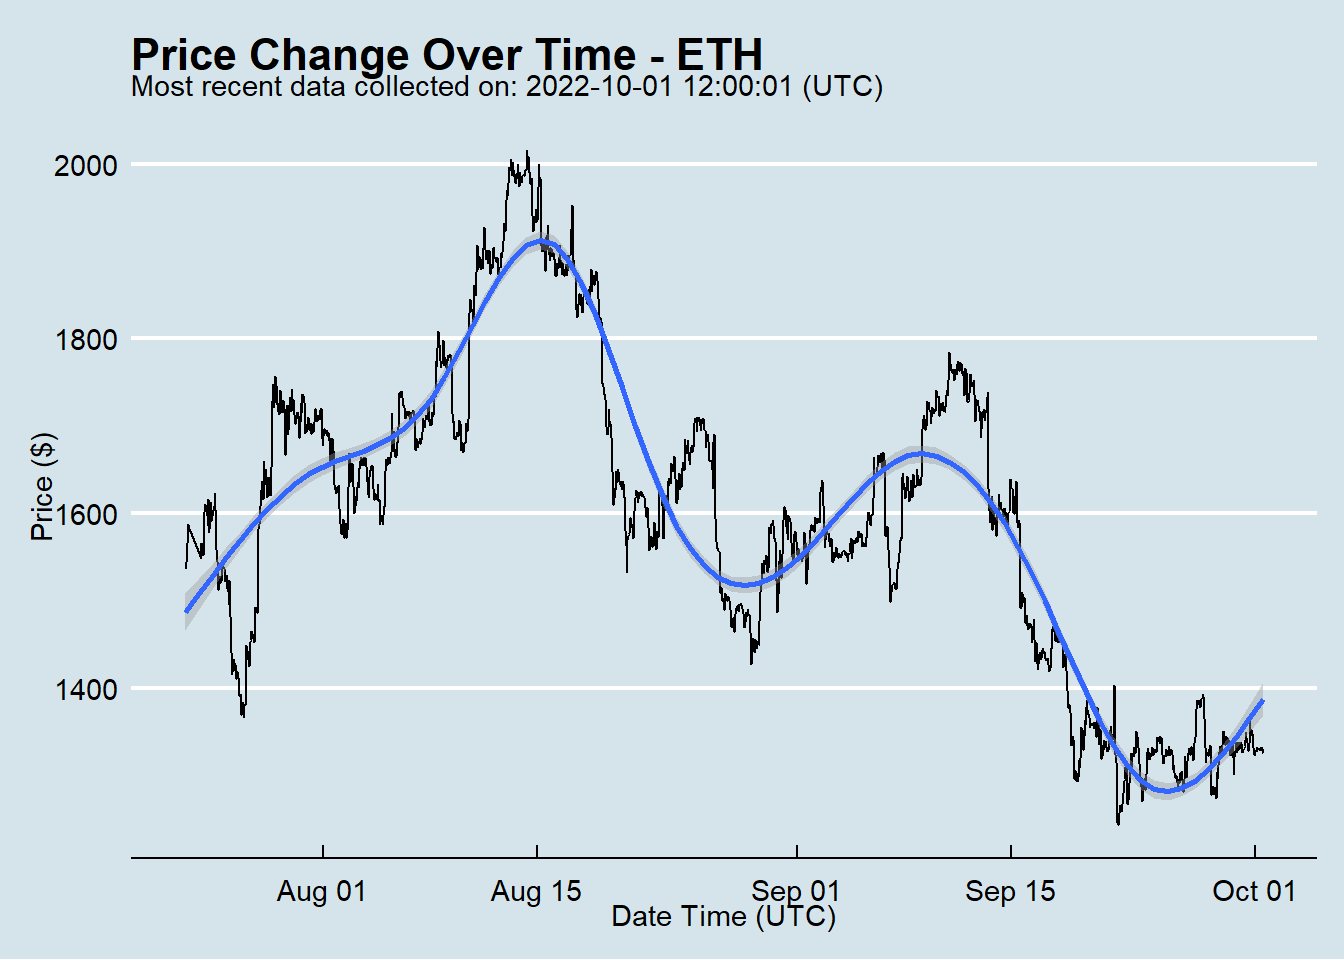 Price Change Over Time - ETH
Most recent data collected on: 2022-10-01 12:00:01 (UTC)
2000
1800
1600
1400
Price ($)
Aug 01
Aug 15
Sep 01
Sep 15
Oct 01
Date Time (UTC)